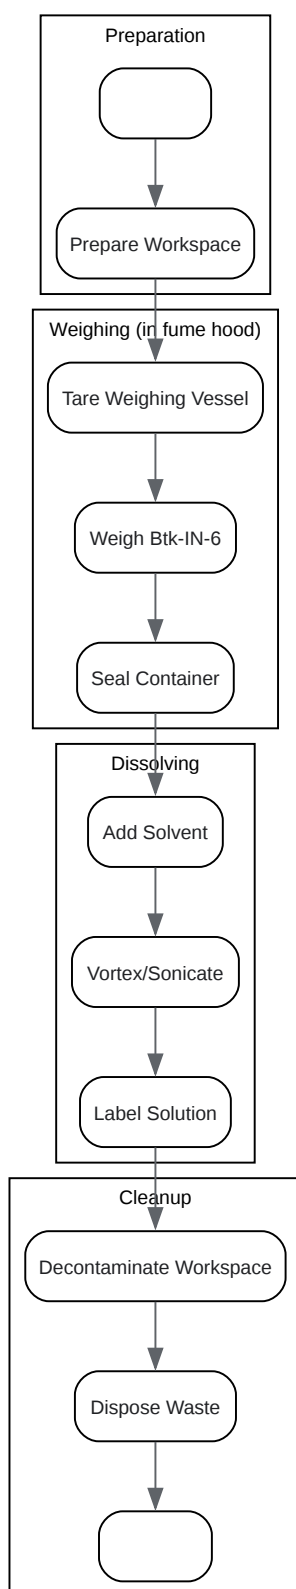 Preparation
Prepare Workspace
Weighing (in fume hood)
Tare Weighing Vessel
Weigh Btk-IN-6
Seal Container
Dissolving
Add Solvent
Vortex/Sonicate
Label Solution
Cleanup
Decontaminate Workspace
Dispose Waste